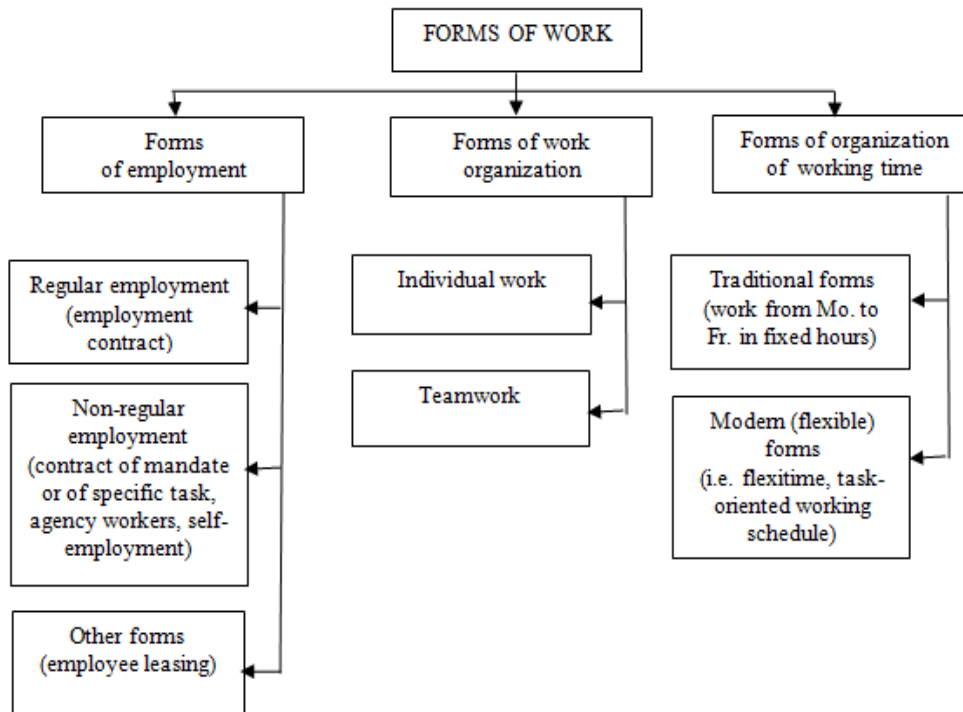 FORMS OF WORK
Forms
of employment
Forms of work
organization
Forms of organization
of working time
Regular employment
(employment
contract)
Non-regular
employment
(contract of mandate
or of specific task,
agency workers, self-
employment)
Other forms
(employee leasing)
Individual work
Teamwork
Traditional forms
(work from Mo. to
Fr. in fixed hours)
Modern (flexible)
forms
(i.e. flexitime, task-
oriented working
schedule)